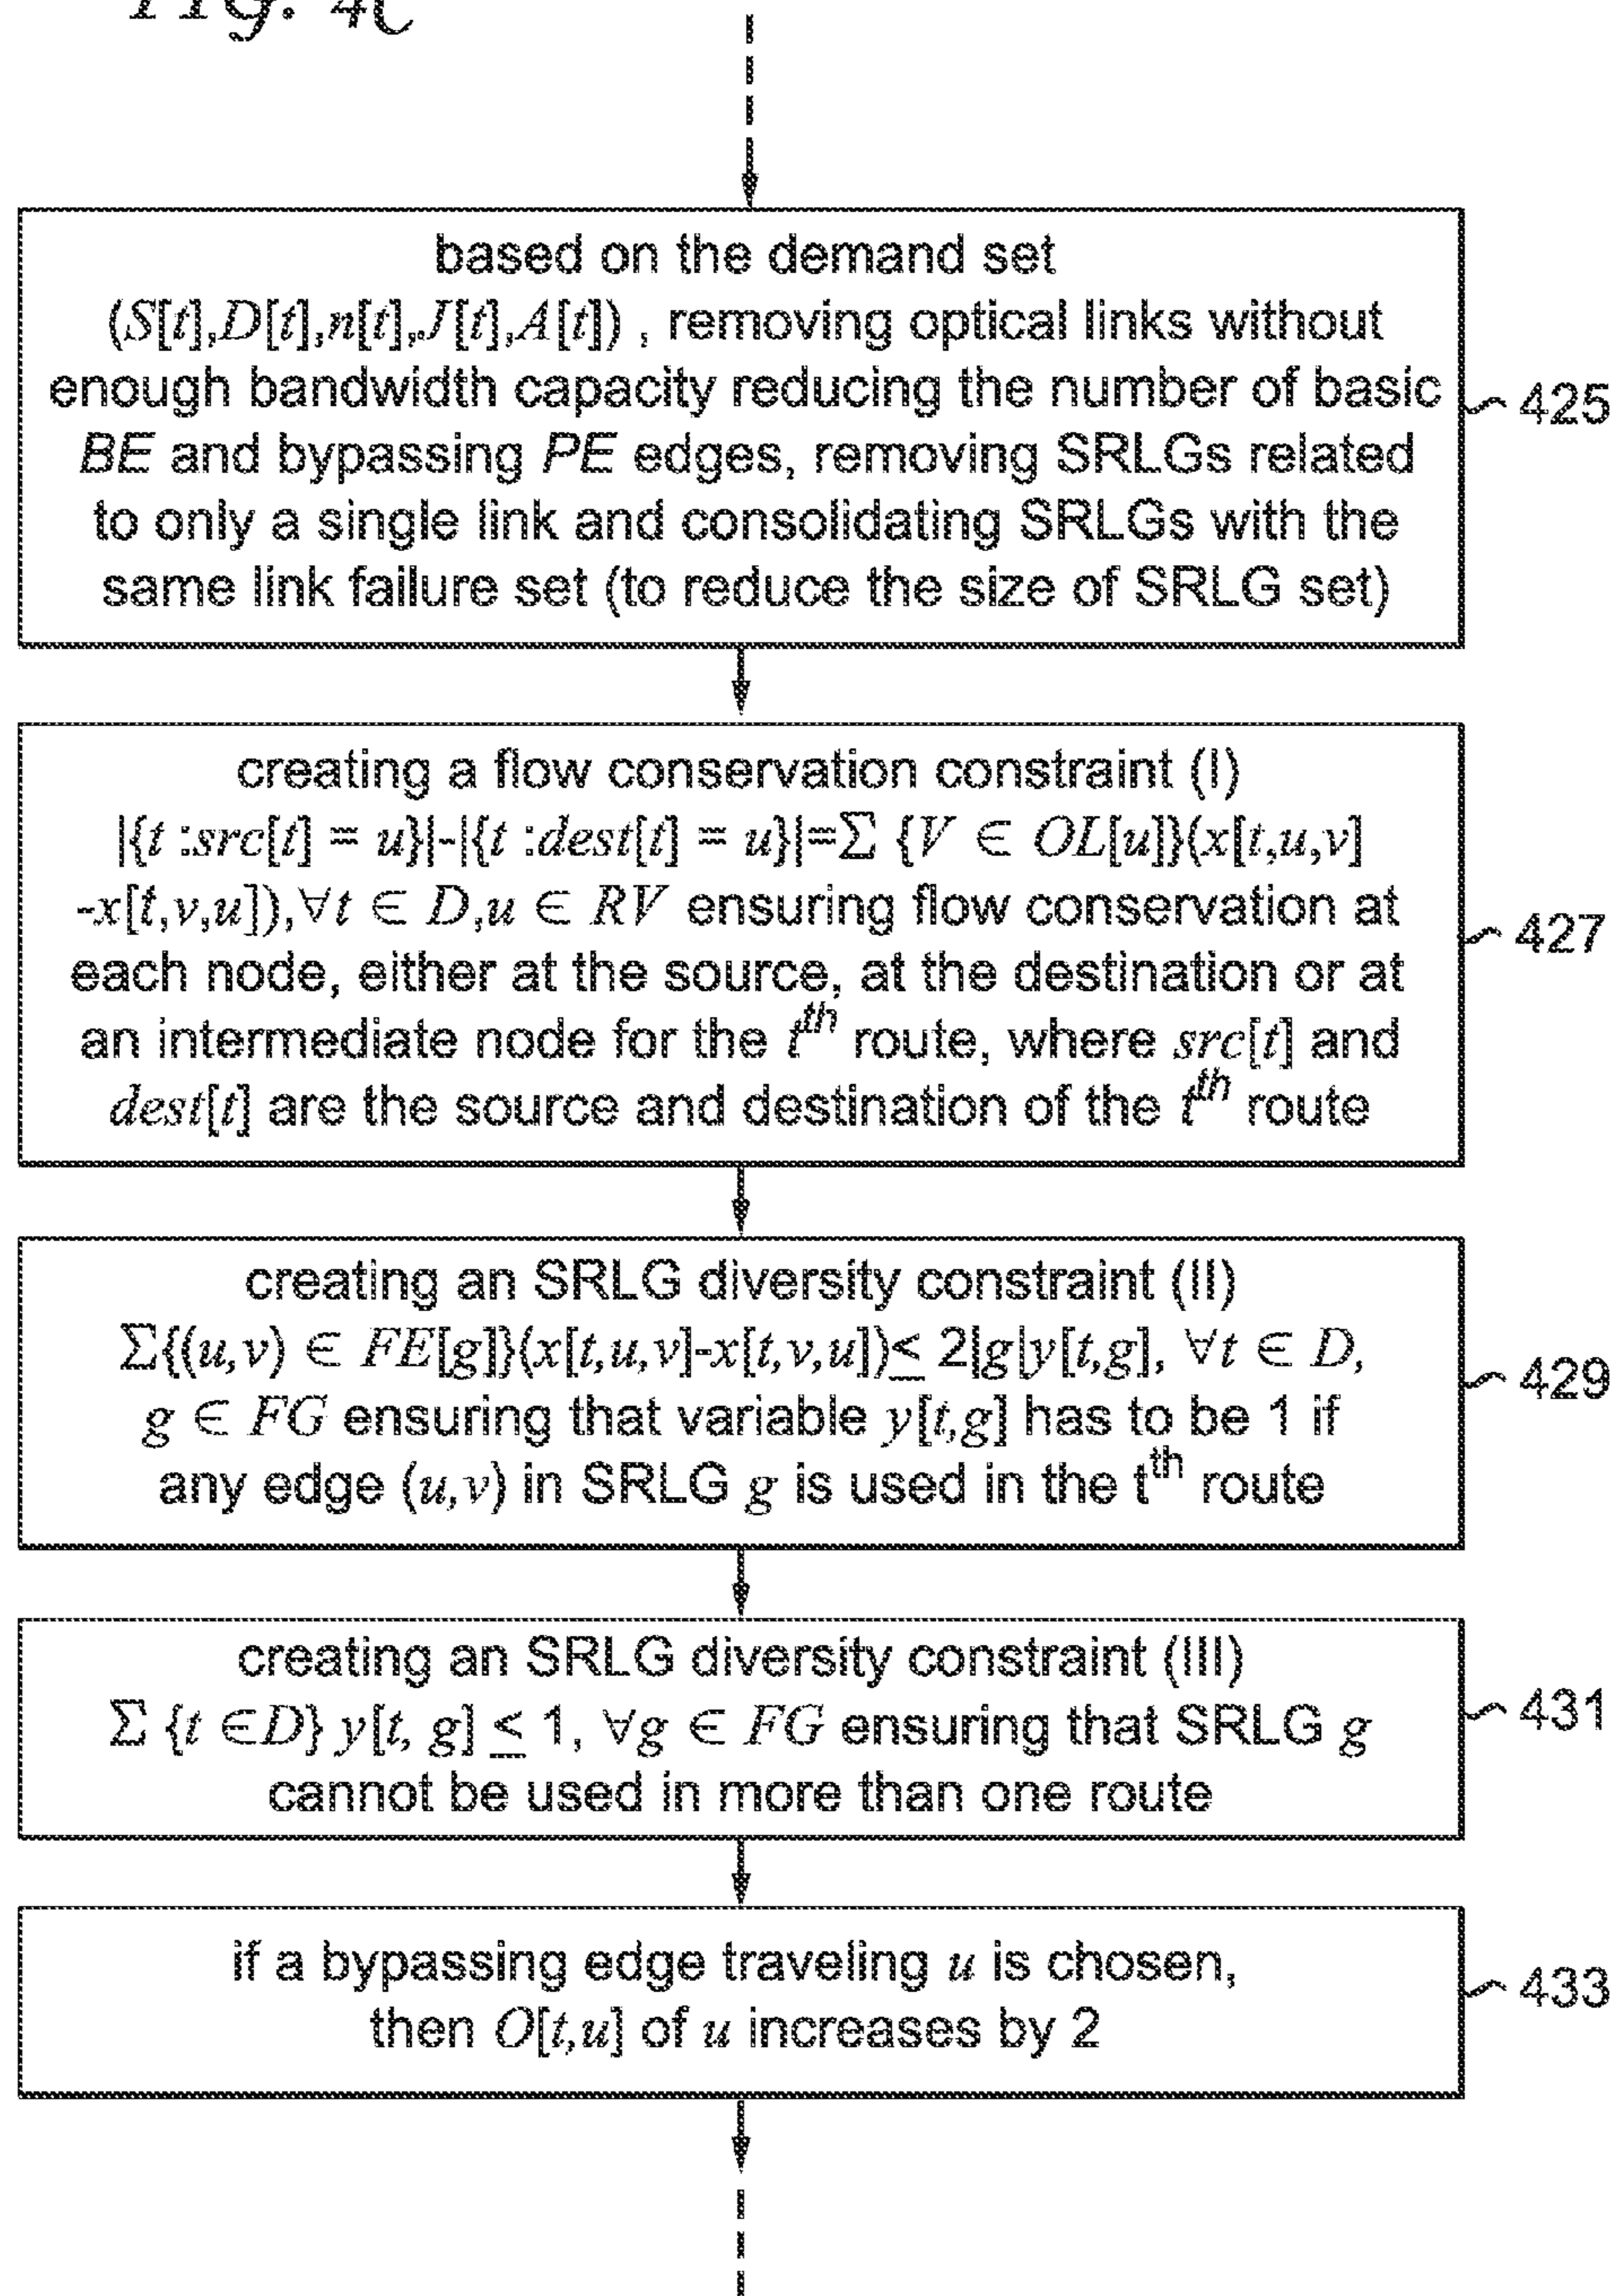 FIG. 4C
based on the demand set
(S[t],D[t],n[t],J[t],A[t]) , removing optical links without
enough bandwidth capacity reducing the number of basic
BE and bypassing PE edges, removing SRLGs related
to only a single link and consolidating SRLGs with the
same link failure set (to reduce the size of SRLG set)
425
creating a flow conservation constraint (I)
|{t :src[t] = u}|-|{t :dest[t] = u}|=Σ {V ∈ OL[u]}(x[t,u,v]
-x[t,v,u]),∀t ∈ D,u ∈ RV ensuring flow conservation at
each node, either at the source, at the destination or at
an intermediate node for the t^th route, where src[t] and
dest[t] are the source and destination of the t^th route
427
creating an SRLG diversity constraint (II)
Σ{(u,v) ∈ FE[g]}(x[t,u,v]-x[t,v,u])≤ 2|g|y[t,g], ∀t ∈ D,
g ∈ FG ensuring that variable y[t,g] has to be 1 if
any edge (u,v) in SRLG g is used in the t^th route
429
creating an SRLG diversity constraint (III)
Σ {t ∈D} y[t, g] ≤ 1, ∀g ∈ FG ensuring that SRLG g
cannot be used in more than one route
431
if a bypassing edge traveling u is chosen,
then O[t,u] of u increases by 2
433